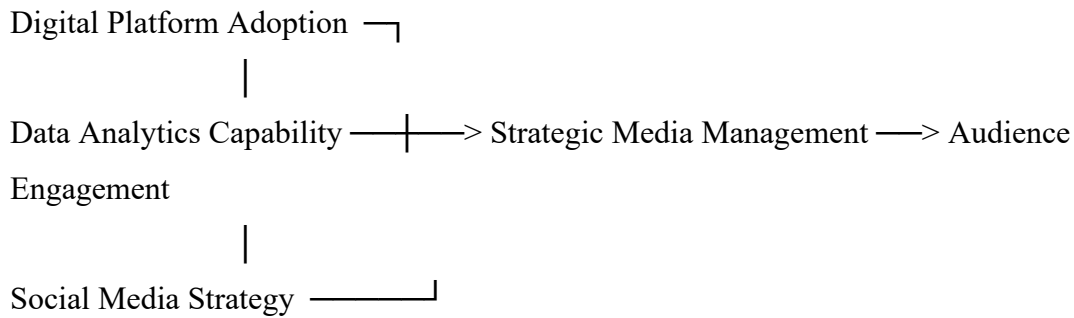 Digital Platform Adoption ─┐
│
Data Analytics Capability ──┼──> Strategic Media Management ──> Audience
Engagement
│
Social Media Strategy ─────┘